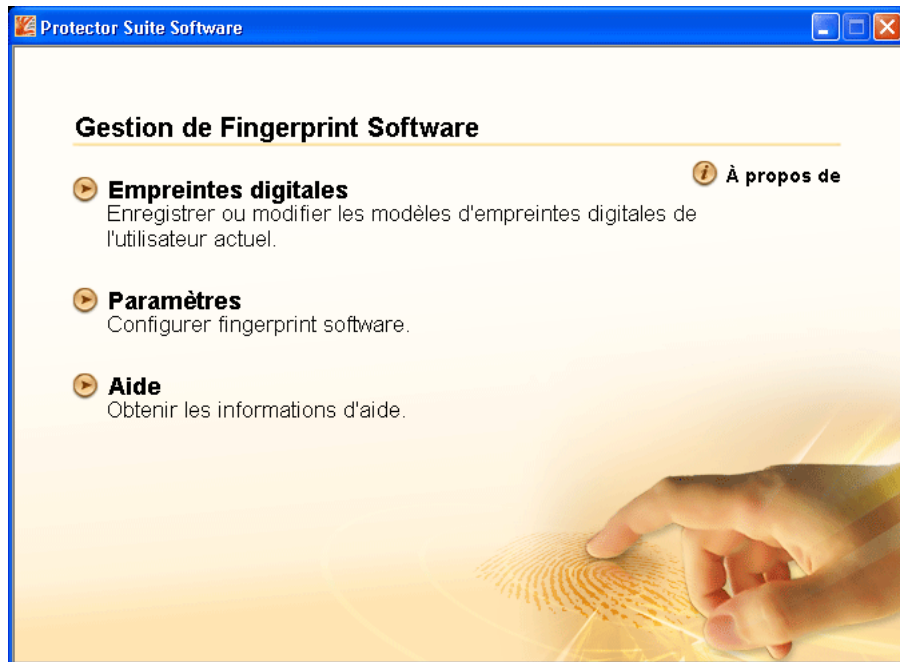 Protector Suite Software
Gestion de Fingerprint Software
À propos de
Empreintes digitales
Enregistrer ou modifier les modèles d'empreintes digitales de
l'utilisateur actuel.
Paramètres
Configurer fingerprint software.
Aide
Obtenir les informations d'aide.